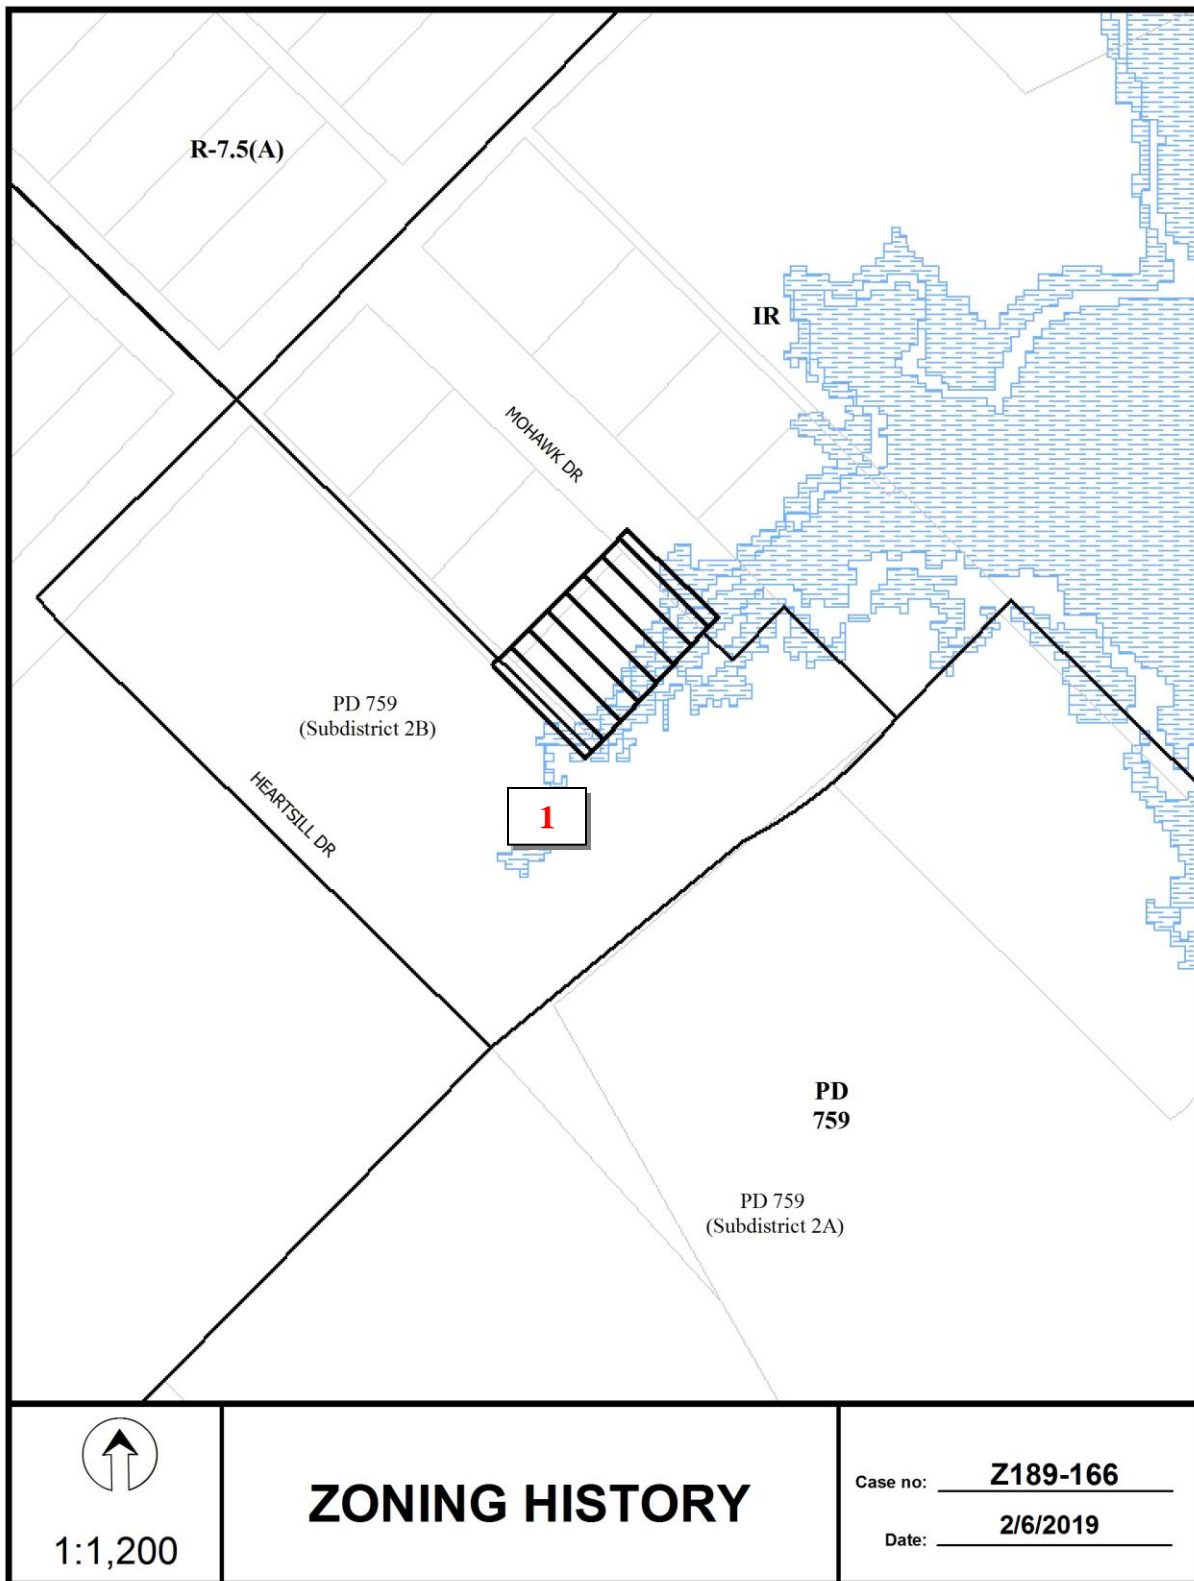 R-7.5(A)
IR
MOHAWK DR
PD 759
(Subdistrict 2B)
HEARTSILL DR
1
PD
759
PD 759
(Subdistrict 2A)
1:1,200
ZONING HISTORY
Case no: Z189-166
Date: 2/6/2019